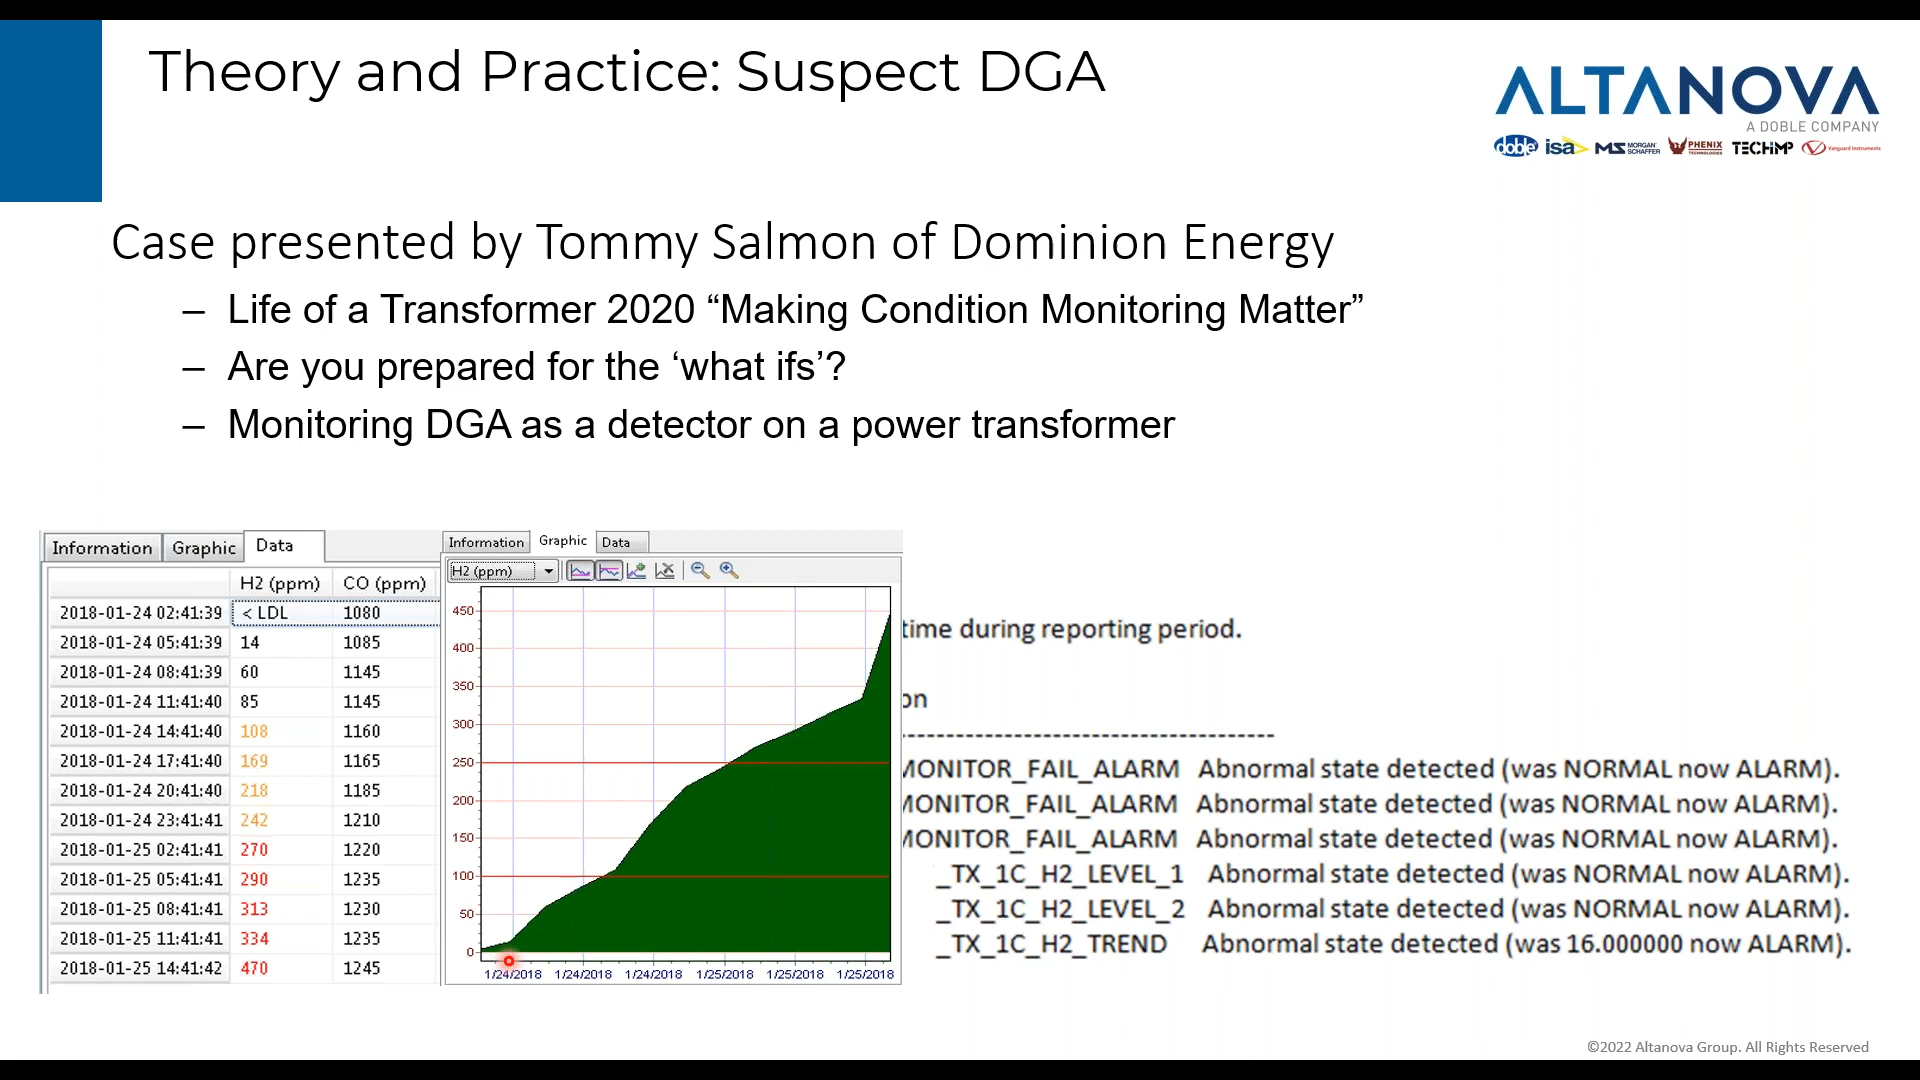 Theory and Practice: Suspect DGA
ALTANOVA
A DOBLE COMPANY
doble isa MS MORGAN SCHAFFER PHENIX TECHNOLOGIES TECHIMP Vanguard Instruments
Case presented by Tommy Salmon of Dominion Energy
– Life of a Transformer 2020 “Making Condition Monitoring Matter”
– Are you prepared for the ‘what ifs’?
– Monitoring DGA as a detector on a power transformer
Information Graphic Data
H2 (ppm) CO (ppm)
2018-01-24 02:41:39 < LDL 1080
2018-01-24 05:41:39 14 1085
2018-01-24 08:41:39 60 1145
2018-01-24 11:41:40 85 1145
2018-01-24 14:41:40 108 1160
2018-01-24 17:41:40 169 1165
2018-01-24 20:41:40 218 1185
2018-01-24 23:41:41 242 1210
2018-01-25 02:41:41 270 1220
2018-01-25 05:41:41 290 1235
2018-01-25 08:41:41 313 1230
2018-01-25 11:41:41 334 1235
2018-01-25 14:41:42 470 1245
Information Graphic Data
H2 (ppm)
450
400
350
300
250
200
150
100
50
0
1/24/2018 1/24/2018 1/24/2018 1/25/2018 1/25/2018 1/25/2018
time during reporting period.
on
------------------------------------
MONITOR_FAIL_ALARM Abnormal state detected (was NORMAL now ALARM).
MONITOR_FAIL_ALARM Abnormal state detected (was NORMAL now ALARM).
MONITOR_FAIL_ALARM Abnormal state detected (was NORMAL now ALARM).
_TX_1C_H2_LEVEL_1 Abnormal state detected (was NORMAL now ALARM).
_TX_1C_H2_LEVEL_2 Abnormal state detected (was NORMAL now ALARM).
_TX_1C_H2_TREND Abnormal state detected (was 16.000000 now ALARM).
©2022 Altanova Group. All Rights Reserved